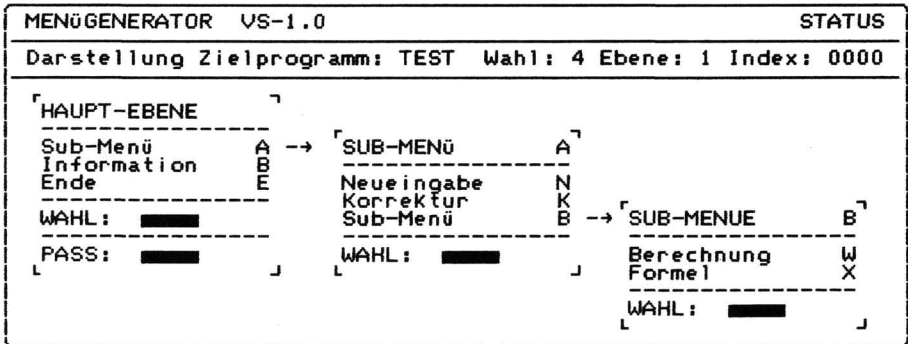 MENüGENERATOR VS-1.0 STATUS
Darstellung Zielprogramm: TEST Wahl: 4 Ebene: 1 Index: 0000
HAUPT-EBENE
Sub-Menü A →
Information B
Ende E
WAHL:
PASS:
SUB-MENü A
Neueingabe N
Korrektur K
Sub-Menü B →
WAHL:
SUB-MENUE B
Berechnung W
Formel X
WAHL: